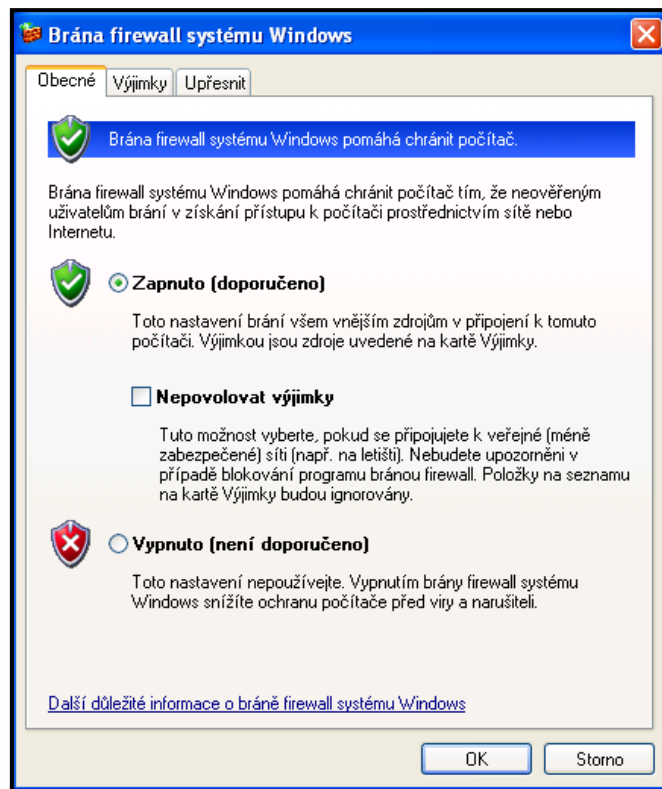 Brána firewall systému Windows
Obecné
Výjimky
Upřesnit
Brána firewall systému Windows pomáhá chránit počítač.
Brána firewall systému Windows pomáhá chránit počítač tím, že neověřeným
uživatelům brání v získání přístupu k počítači prostřednictvím sítě nebo
Internetu.
Zapnuto (doporučeno)
Toto nastavení brání všem vnějším zdrojům v připojení k tomuto
počítači. Výjimkou jsou zdroje uvedené na kartě Výjimky.
Nepovolovat výjimky
Tuto možnost vyberte, pokud se připojujete k veřejné (méně
zabezpečené) síti (např. na letišti). Nebudete upozorněni v
případě blokování programu bránou firewall. Položky na seznamu
na kartě Výjimky budou ignorovány.
Vypnuto (není doporučeno)
Toto nastavení nepoužívejte. Vypnutím brány firewall systému
Windows snížíte ochranu počítače před viry a narušiteli.
Další důležité informace o bráně firewall systému Windows
OK
Storno